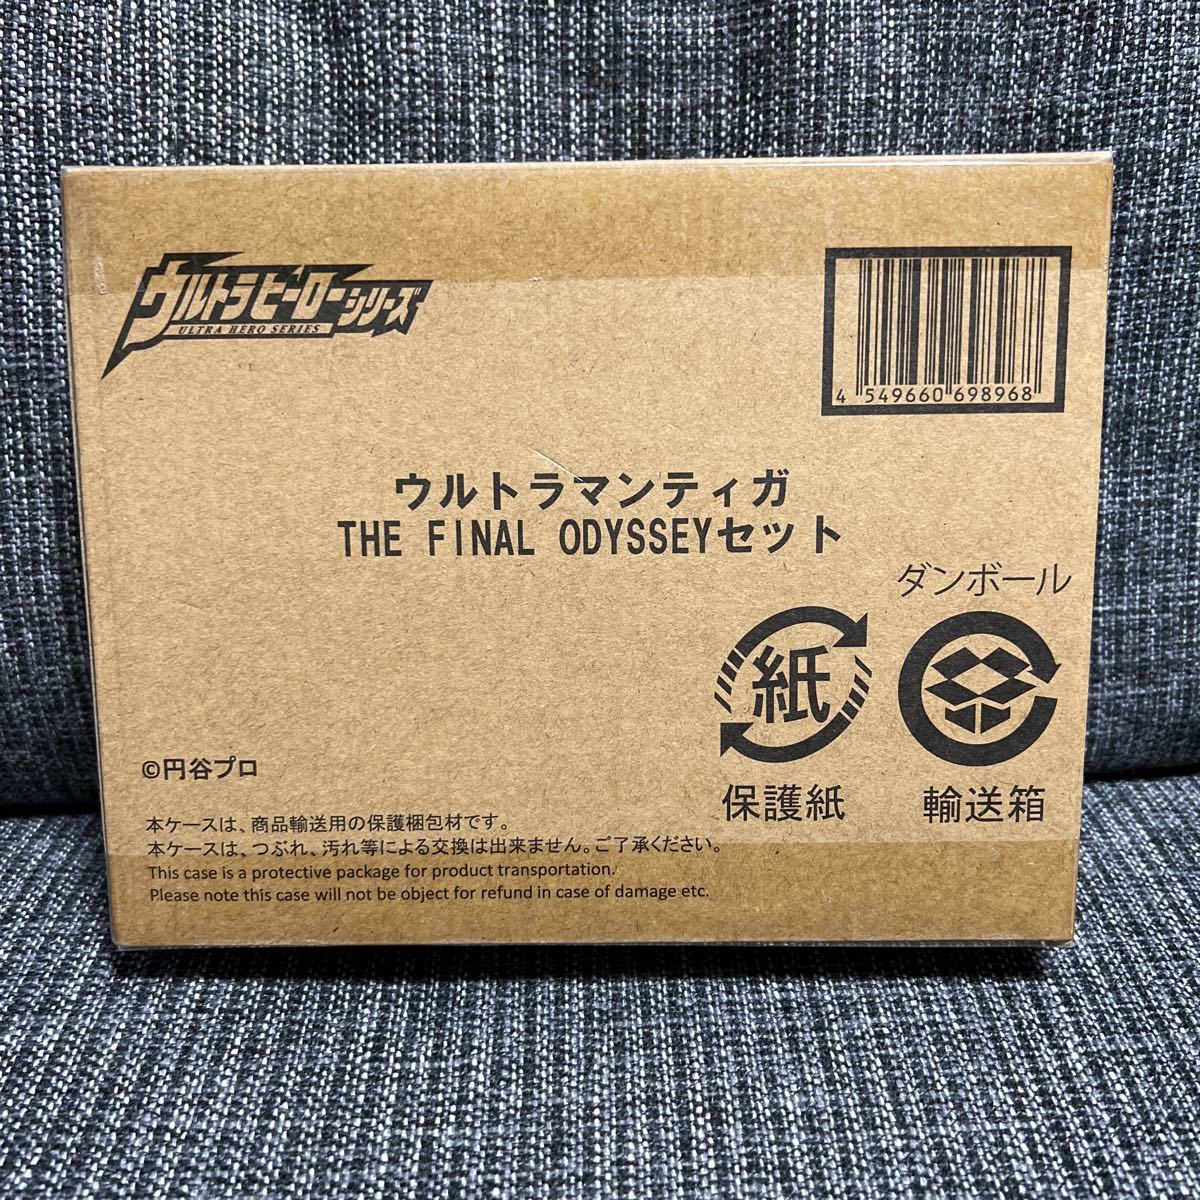 ウルトラヒーローシリーズ
ULTRA HERO SERIES
4 549660 698968
ウルトラマンティガ
THE FINAL ODYSSEYセット
ダンボール
紙
保護紙
輸送箱
©円谷プロ
本ケースは、商品輸送用の保護梱包材です。
本ケースは、つぶれ、汚れ等による交換は出来ません。ご了承ください。
This case is a protective package for product transportation.
Please note this case will not be object for refund in case of damage etc.